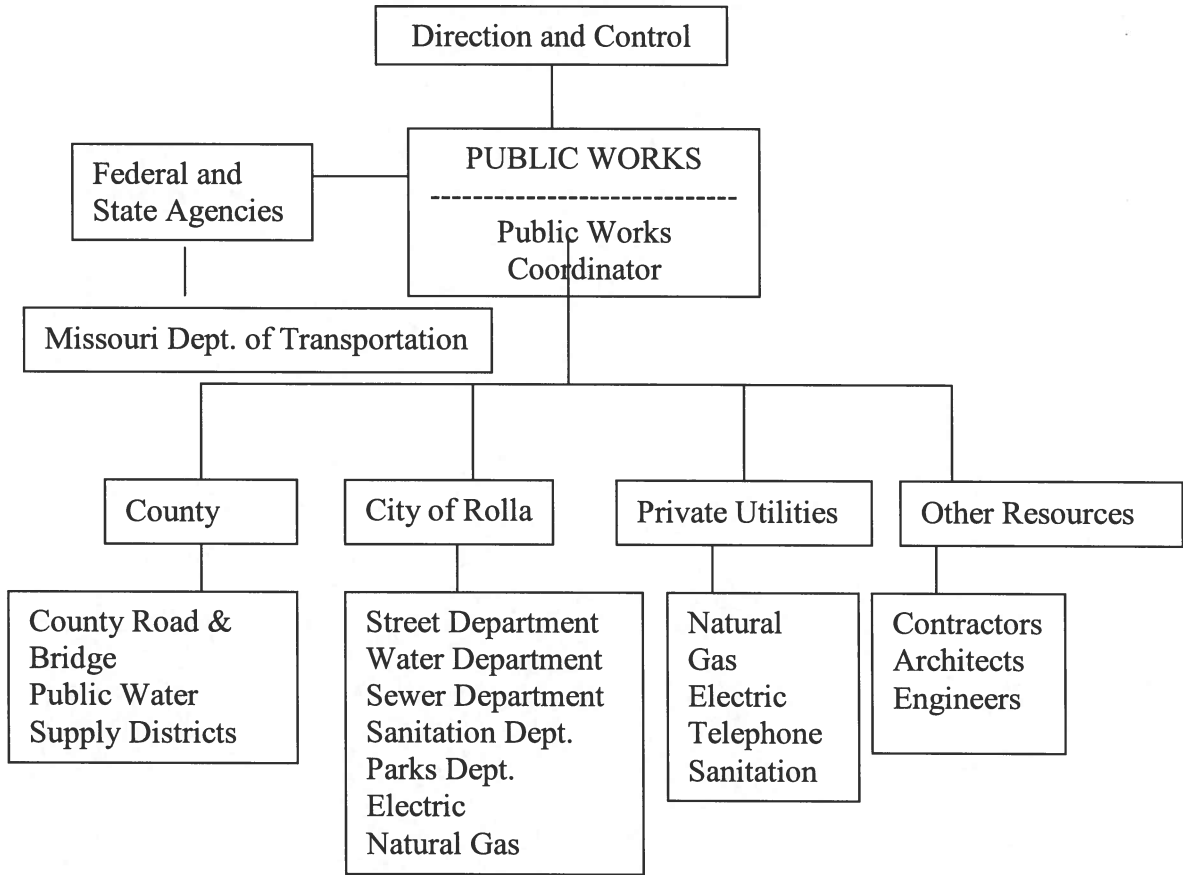 Direction and Control
PUBLIC WORKS
Public Works
Coordinator
Federal and
State Agencies
Missouri Dept. of Transportation
County
City of Rolla
Private Utilities
Other Resources
County Road &
Bridge
Public Water
Supply Districts
Street Department
Water Department
Sewer Department
Sanitation Dept.
Parks Dept.
Electric
Natural Gas
Natural
Gas
Electric
Telephone
Sanitation
Contractors
Architects
Engineers